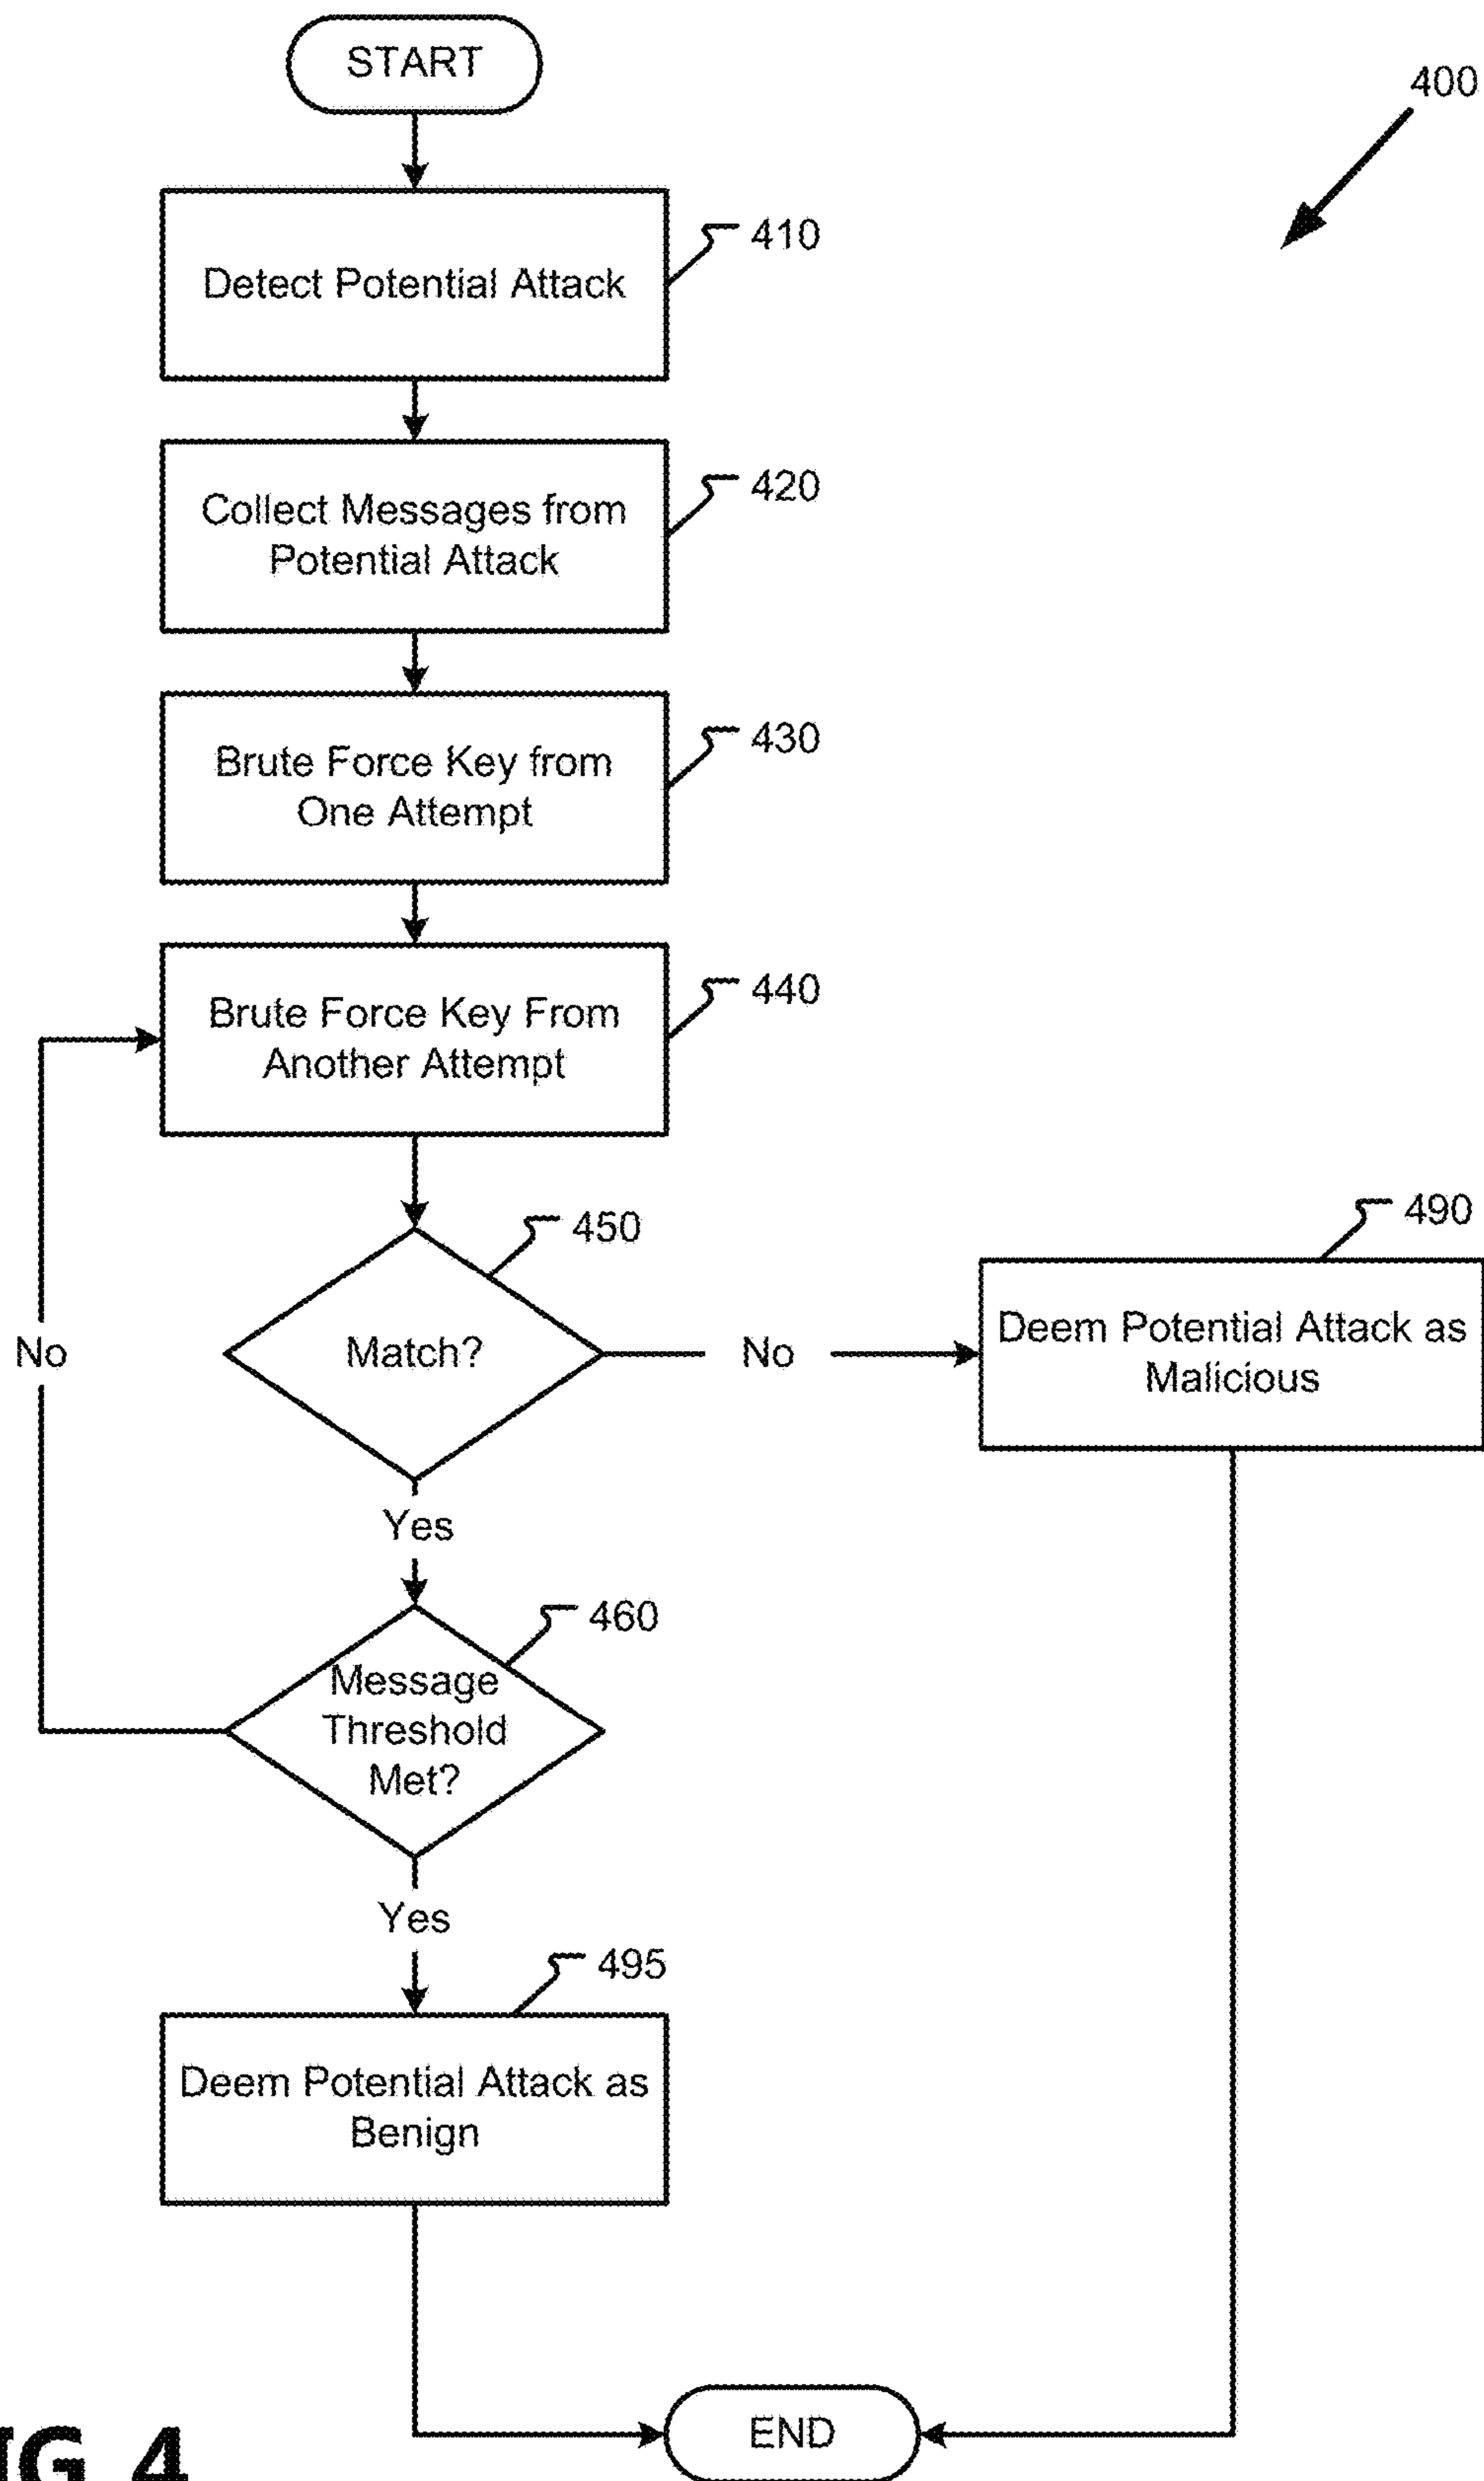 START
400
410
Detect Potential Attack
420
Collect Messages from
Potential Attack
430
Brute Force Key from
One Attempt
440
Brute Force Key From
Another Attempt
450
490
No
Match?
No
Deem Potential Attack as
Malicious
Yes
460
Message
Threshold
Met?
Yes
495
Deem Potential Attack as
Benign
END
IG 4